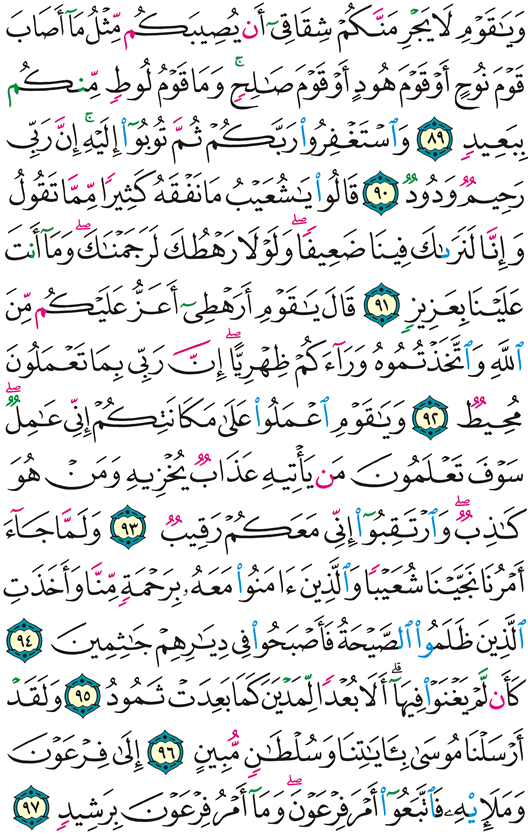 وَيَٰقَوْمِ لَا يَجْرِمَنَّكُمْ شِقَاقِىٓ أَن يُصِيبَكُم مِّثْلُ مَآ أَصَابَ
قَوْمَ نُوحٍ أَوْ قَوْمَ هُودٍ أَوْ قَوْمَ صَٰلِحٍ ۚ وَمَا قَوْمُ لُوطٍ مِّنكُم
بِبَعِيدٍ ٨٩ وَٱسْتَغْفِرُوا۟ رَبَّكُمْ ثُمَّ تُوبُوٓا۟ إِلَيْهِ ۚ إِنَّ رَبِّى
رَحِيمٌ وَدُودٌ ٩٠ قَالُوا۟ يَٰشُعَيْبُ مَا نَفْقَهُ كَثِيرًا مِّمَّا تَقُولُ
وَإِنَّا لَنَرَىٰكَ فِينَا ضَعِيفًا ۖ وَلَوْلَا رَهْطُكَ لَرَجَمْنَٰكَ ۖ وَمَآ أَنتَ
عَلَيْنَا بِعَزِيزٍ ٩١ قَالَ يَٰقَوْمِ أَرَهْطِىٓ أَعَزُّ عَلَيْكُم مِّنَ
ٱللَّهِ وَٱتَّخَذْتُمُوهُ وَرَآءَكُمْ ظِهْرِيًّا ۖ إِنَّ رَبِّى بِمَا تَعْمَلُونَ
مُحِيطٌ ٩٢ وَيَٰقَوْمِ ٱعْمَلُوا۟ عَلَىٰ مَكَانَتِكُمْ إِنِّى عَٰمِلٌ ۖ
سَوْفَ تَعْلَمُونَ مَن يَأْتِيهِ عَذَابٌ يُخْزِيهِ وَمَنْ هُوَ
كَٰذِبٌ ۖ وَٱرْتَقِبُوٓا۟ إِنِّى مَعَكُمْ رَقِيبٌ ٩٣ وَلَمَّا جَآءَ
أَمْرُنَا نَجَّيْنَا شُعَيْبًا وَٱلَّذِينَ ءَامَنُوا۟ مَعَهُۥ بِرَحْمَةٍ مِّنَّا وَأَخَذَتِ
ٱلَّذِينَ ظَلَمُوا۟ ٱلصَّيْحَةُ فَأَصْبَحُوا۟ فِى دِيَٰرِهِمْ جَٰثِمِينَ ٩٤
كَأَن لَّمْ يَغْنَوْا۟ فِيهَآ ۗ أَلَا بُعْدًا لِّمَدْيَنَ كَمَا بَعِدَتْ ثَمُودُ ٩٥ وَلَقَدْ
أَرْسَلْنَا مُوسَىٰ بِـَٔايَٰتِنَا وَسُلْطَٰنٍ مُّبِينٍ ٩٦ إِلَىٰ فِرْعَوْنَ
وَمَلَإِي۟هِۦ فَٱتَّبَعُوٓا۟ أَمْرَ فِرْعَوْنَ ۖ وَمَآ أَمْرُ فِرْعَوْنَ بِرَشِيدٍ ٩٧